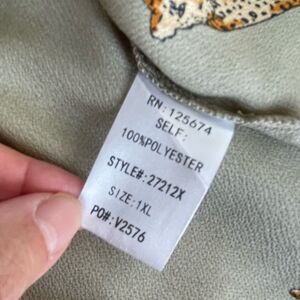 RN: 125674
SELF:
100%POLYESTER
STYLE#:27212X
SIZE:1XL
PO#:V2576